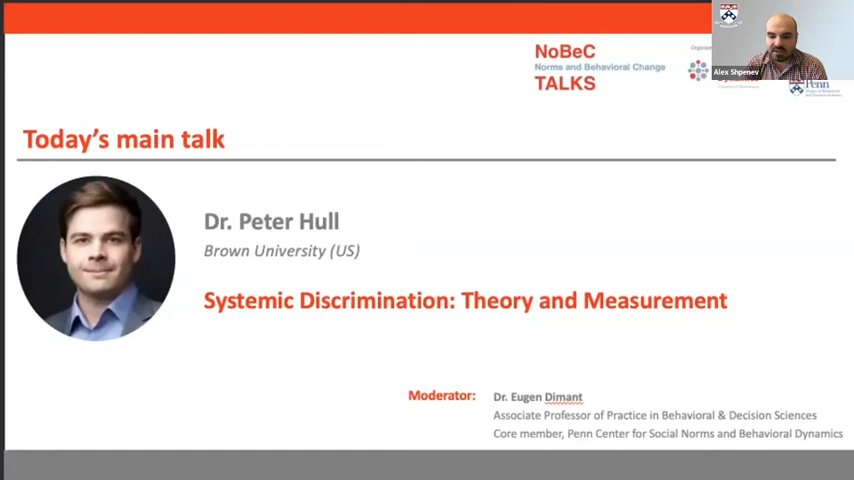 NoBeC
Norms and Behavioral Change
TALKS
Alex Shpenev
Penn
Today's main talk
Dr. Peter Hull
Brown University (US)
Systemic Discrimination: Theory and Measurement
Moderator: Dr. Eugen Dimant
Associate Professor of Practice in Behavioral & Decision Sciences
Core member, Penn Center for Social Norms and Behavioral Dynamics